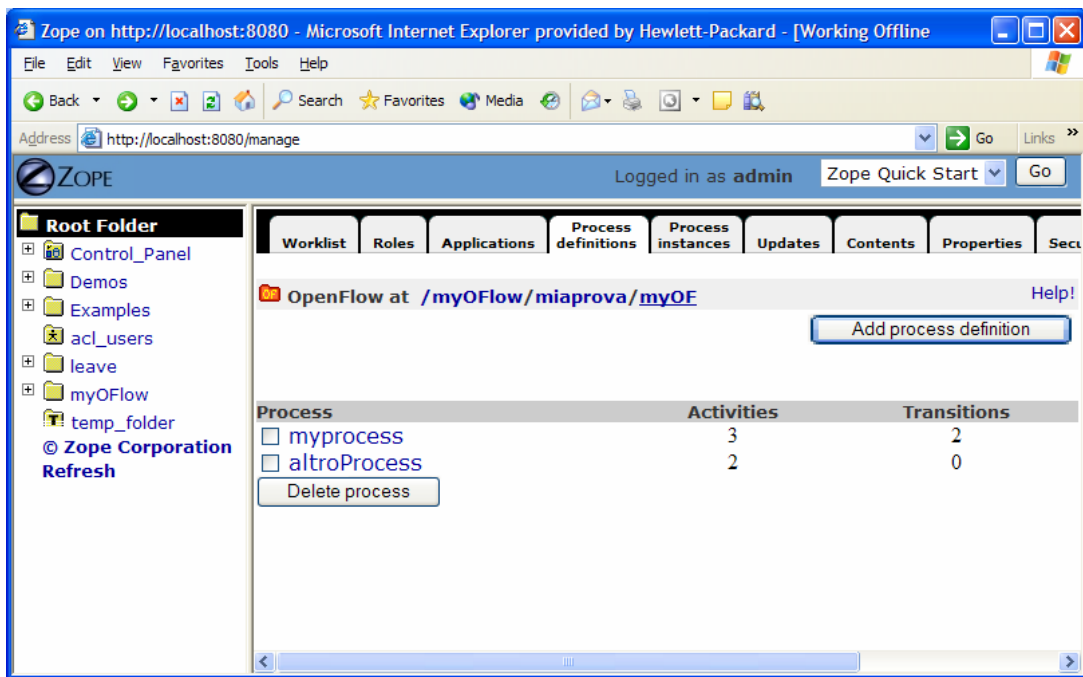 Zope on http://localhost:8080 - Microsoft Internet Explorer provided by Hewlett-Packard - [Working Offline
File Edit View Favorites Tools Help
Back Search Favorites Media
Address http://localhost:8080/manage Go Links »
ZOPE Logged in as admin Zope Quick Start Go
Root Folder
Control_Panel
Demos
Examples
acl_users
leave
myOFlow
temp_folder
© Zope Corporation
Refresh
Worklist Roles Applications Process definitions Process instances Updates Contents Properties Secu
OF OpenFlow at /myOFlow/miaprova/myOF Help!
Add process definition
Process Activities Transitions
myprocess 3 2
altroProcess 2 0
Delete process